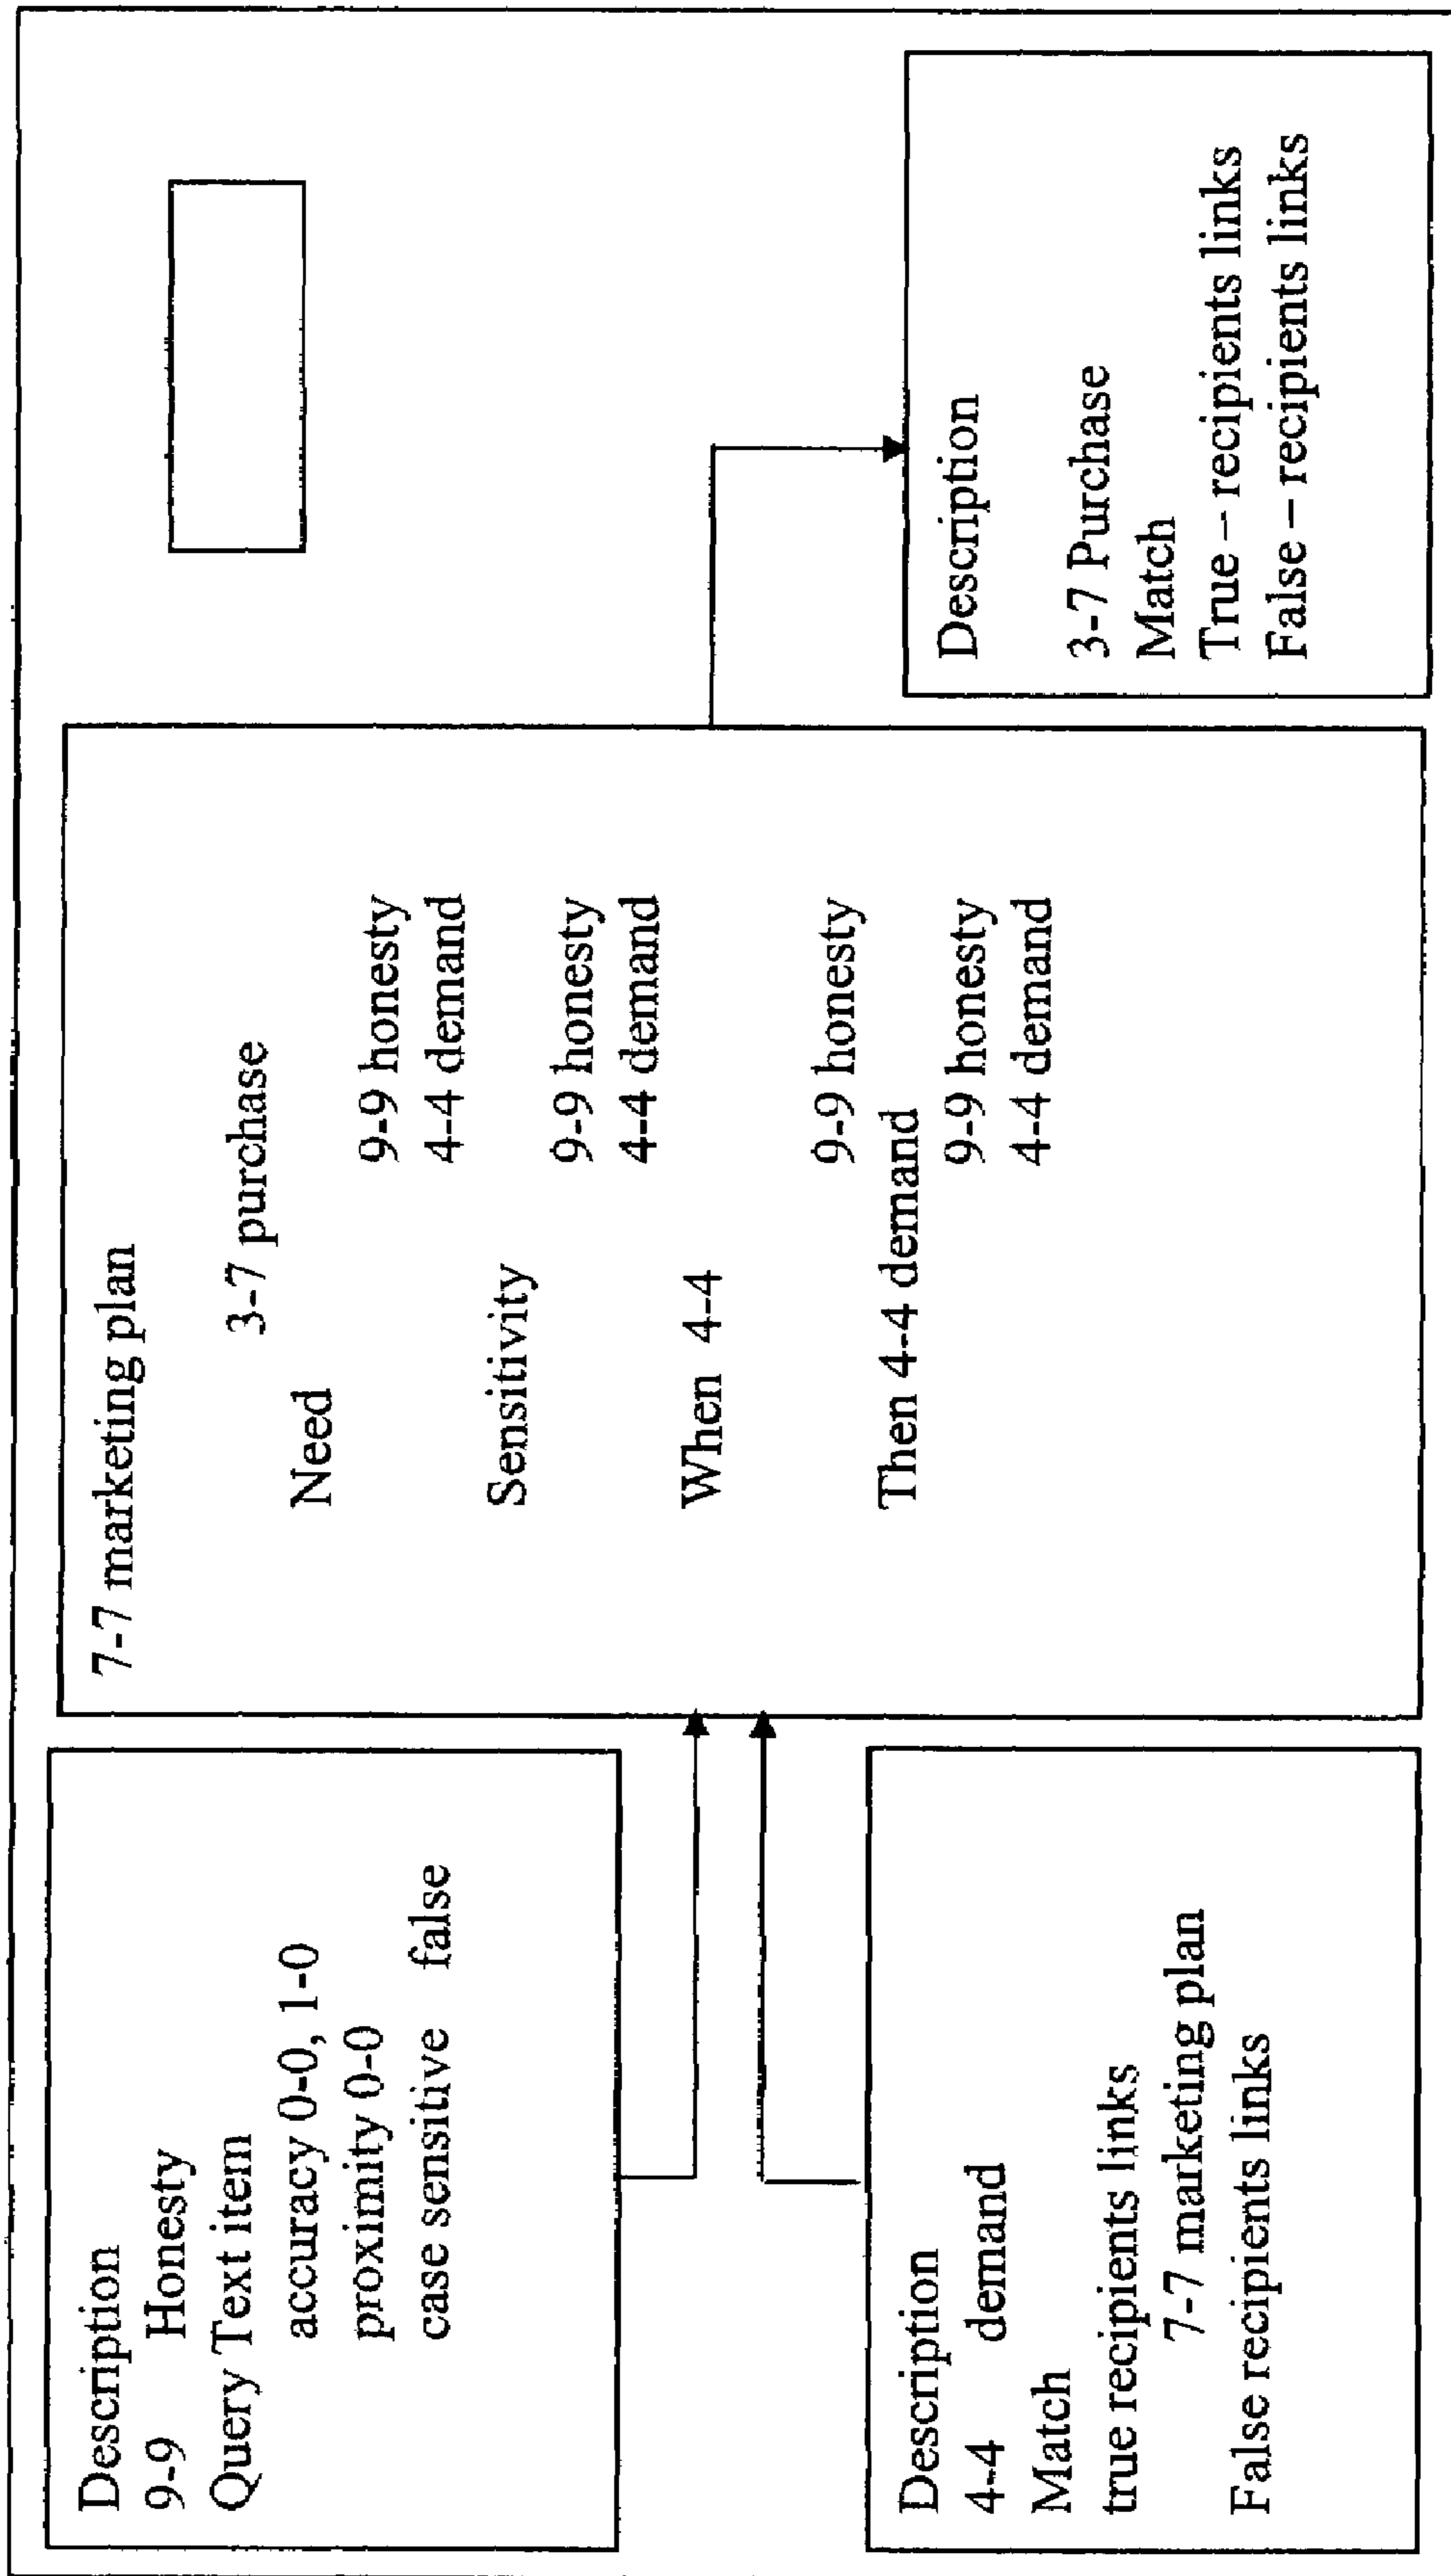 Description
9-9 Honesty
Query Text item
accuracy 0-0, 1-0
proximity 0-0
case sensitive false
Description
4-4 demand
Match
true recipients links
7-7 marketing plan
False recipients links
7-7 marketing plan
3-7 purchase
Need
9-9 honesty
4-4 demand
Sensitivity
9-9 honesty
4-4 demand
When 4-4
9-9 honesty
Then 4-4 demand
9-9 honesty
4-4 demand
Description
3-7 Purchase
Match
True – recipients links
False – recipients links